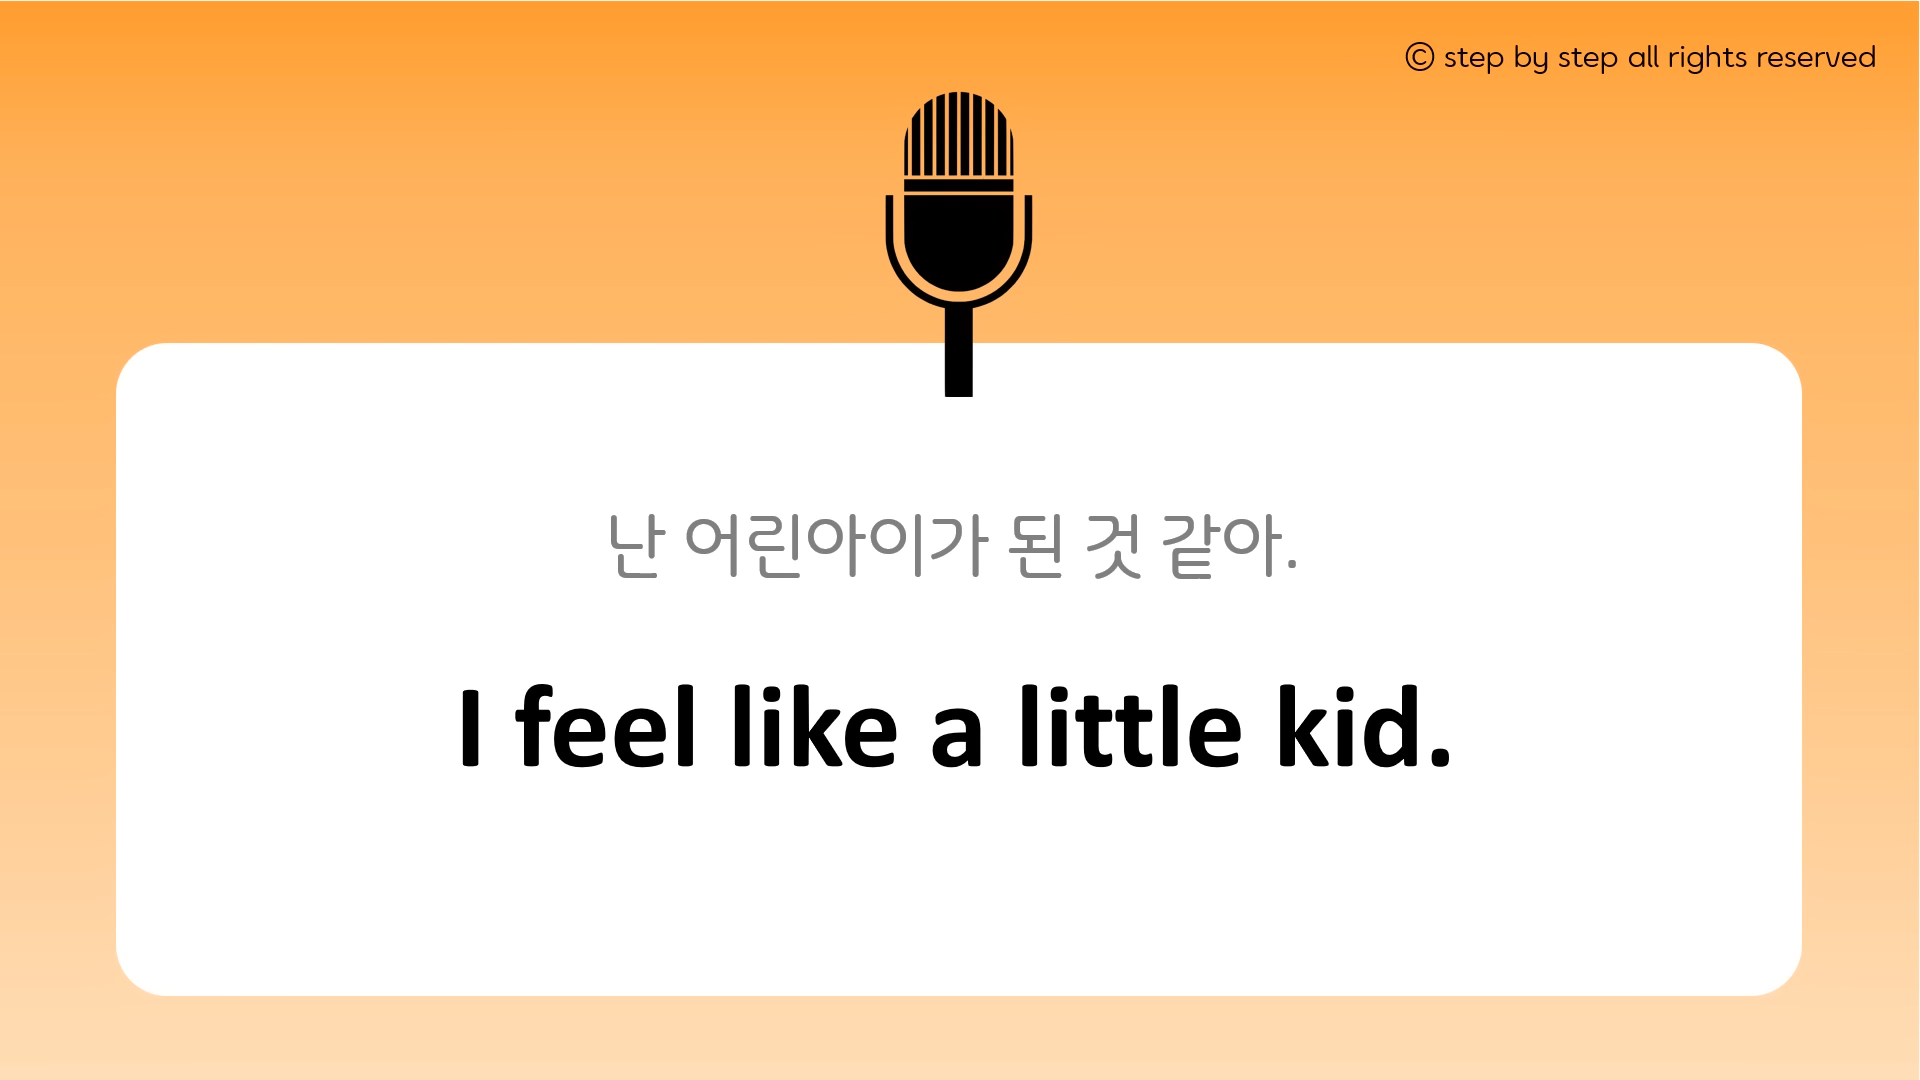 © step by step all rights reserved
난 어린아이가 된 것 같아.
I feel like a little kid.